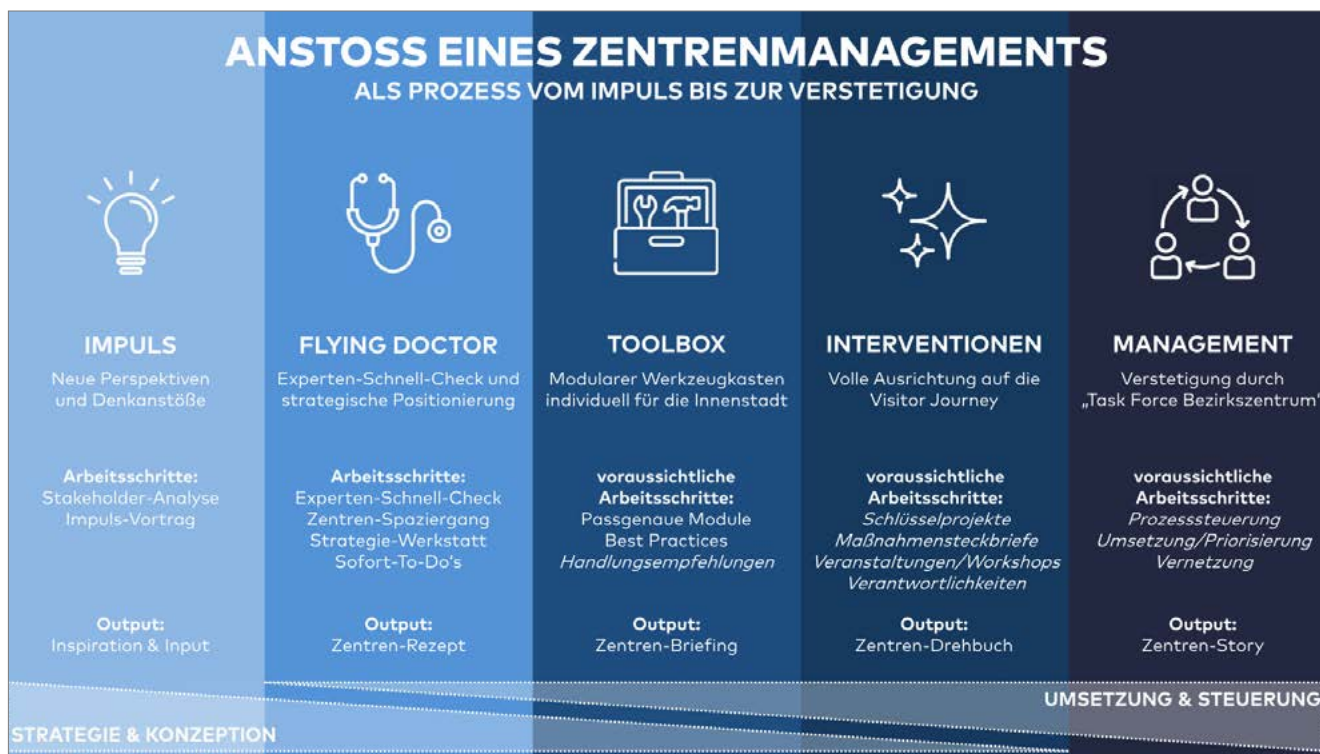 ANSTOSS EINES ZENTRENMANAGEMENTS
ALS PROZESS VOM IMPULS BIS ZUR VERSTETIGUNG
IMPULS
Neue Perspektiven
und Denkanstöße
Arbeitsschritte:
Stakeholder-Analyse
Impuls-Vortrag
Output:
Inspiration & Input
FLYING DOCTOR
Experten-Schnell-Check und
strategische Positionierung
Arbeitsschritte:
Experten-Schnell-Check
Zentren-Spaziergang
Strategie-Werkstatt
Sofort-To-Do's
Output:
Zentren-Rezept
TOOLBOX
Modularer Werkzeugkasten
individuell für die Innenstadt
voraussichtliche
Arbeitsschritte:
Passgenaue Module
Best Practices
Handlungsempfehlungen
Output:
Zentren-Briefing
INTERVENTIONEN
Volle Ausrichtung auf die
Visitor Journey
voraussichtliche
Arbeitsschritte:
Schlüsselprojekte
Maßnahmensteckbriefe
Veranstaltungen/Workshops
Verantwortlichkeiten
Output:
Zentren-Drehbuch
MANAGEMENT
Verstetigung durch
„Task Force Bezirkszentrum“
voraussichtliche
Arbeitsschritte:
Prozesssteuerung
Umsetzung/Priorisierung
Vernetzung
Output:
Zentren-Story
UMSETZUNG & STEUERUNG
STRATEGIE & KONZEPTION